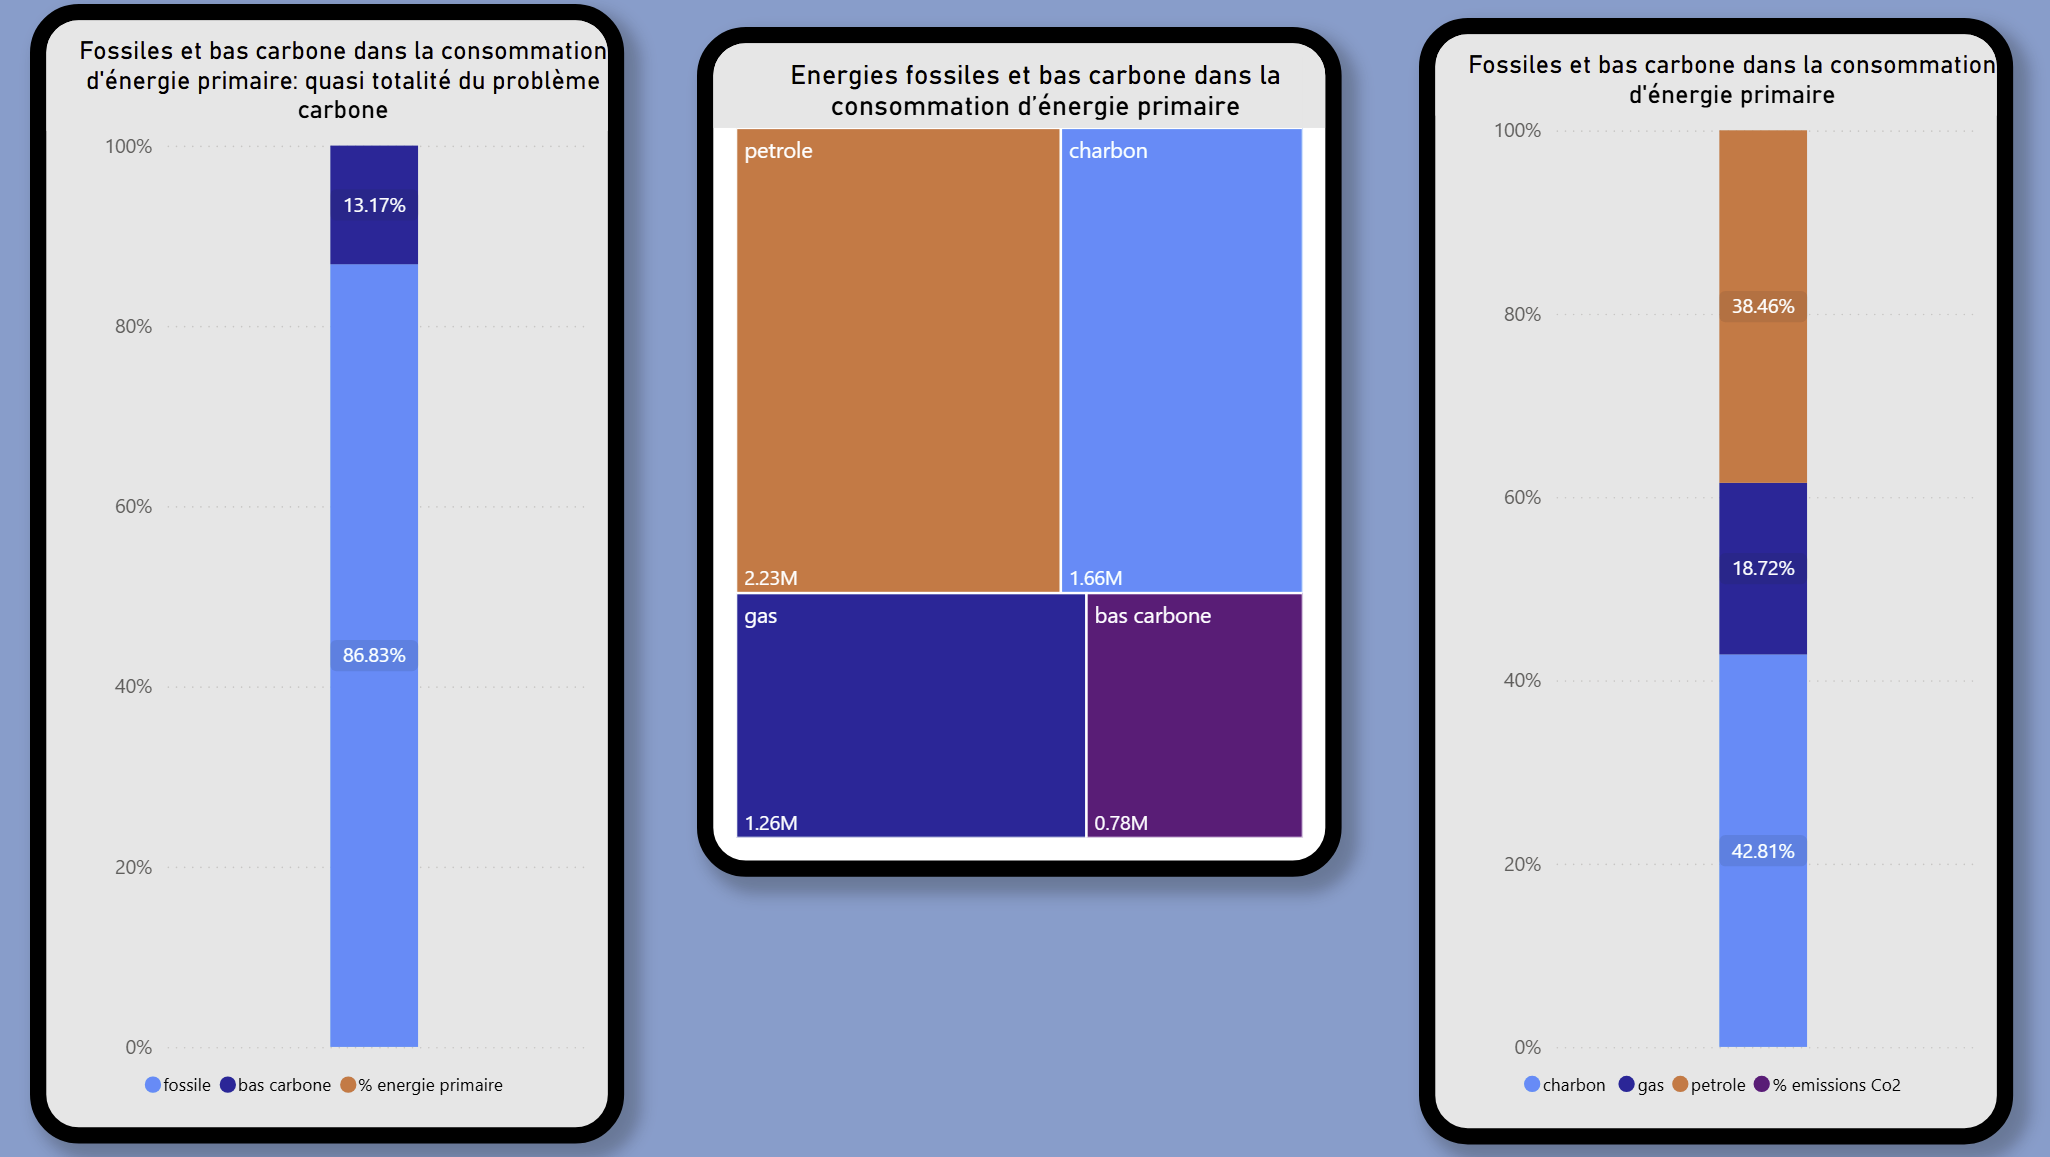 Fossiles et bas carbone dans la consommation
d'énergie primaire: quasi totalité du problème
carbone
100%
80%
60%
40%
20%
0%
13.17%
86.83%
fossile bas carbone % energie primaire
Energies fossiles et bas carbone dans la
consommation d’énergie primaire
petrole
2.23M
charbon
1.66M
gas
1.26M
bas carbone
0.78M
Fossiles et bas carbone dans la consommation
d'énergie primaire
100%
80%
60%
40%
20%
0%
38.46%
18.72%
42.81%
charbon gas petrole % emissions Co2